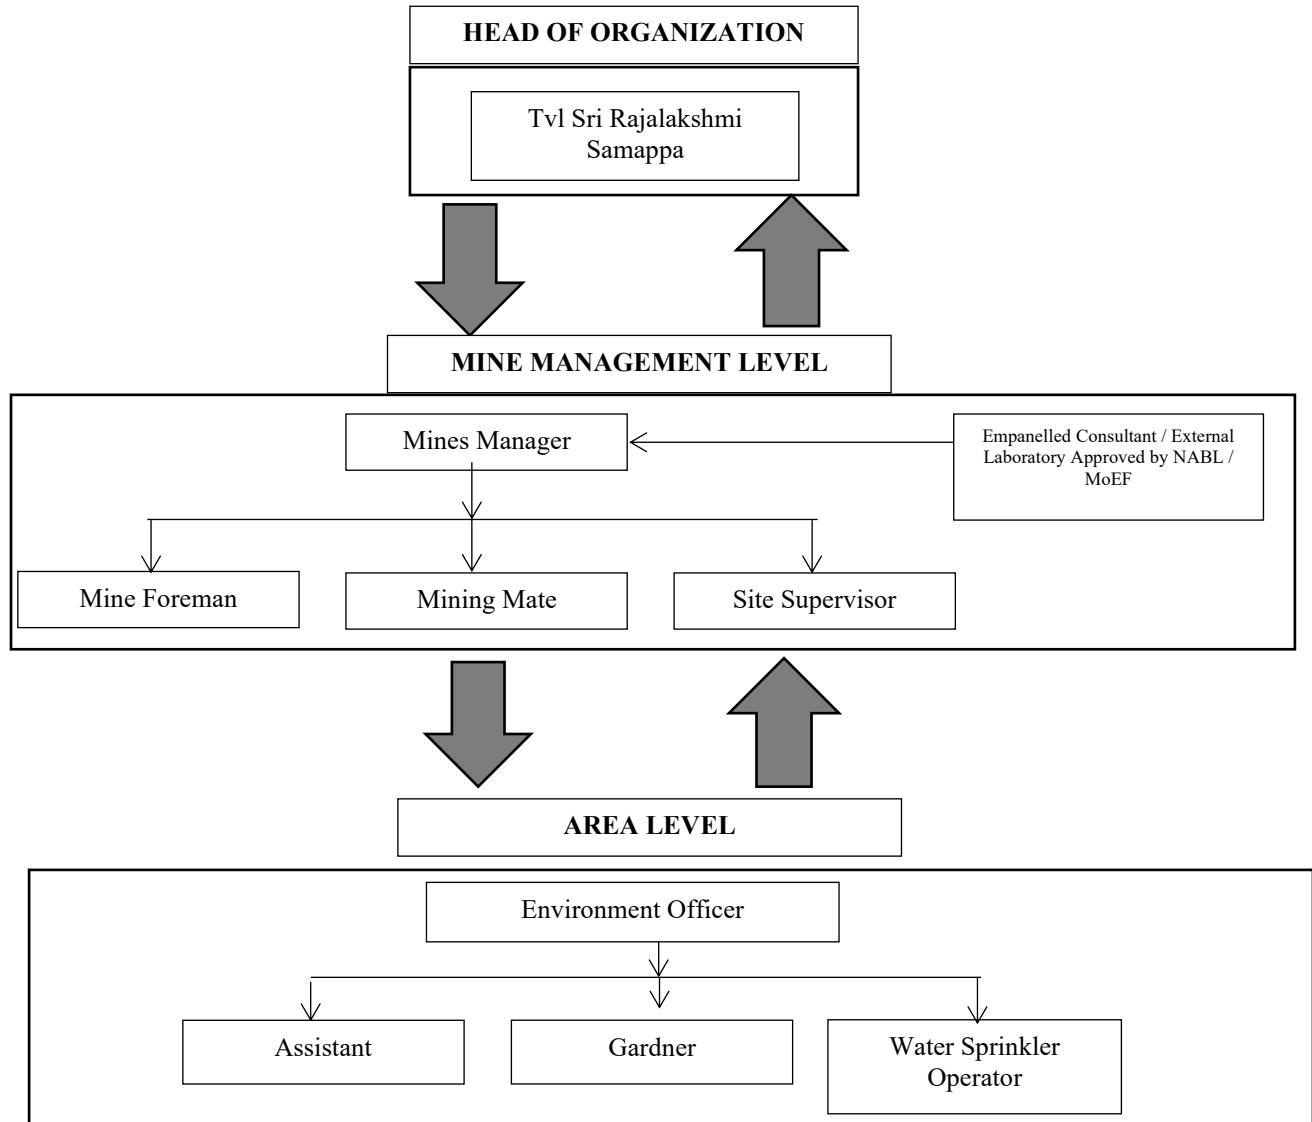 HEAD OF ORGANIZATION
Tvl Sri Rajalakshmi
Samappa
MINE MANAGEMENT LEVEL
Mines Manager
Empanelled Consultant / External
Laboratory Approved by NABL /
MoEF
Mine Foreman
Mining Mate
Site Supervisor
AREA LEVEL
Environment Officer
Assistant
Gardner
Water Sprinkler
Operator